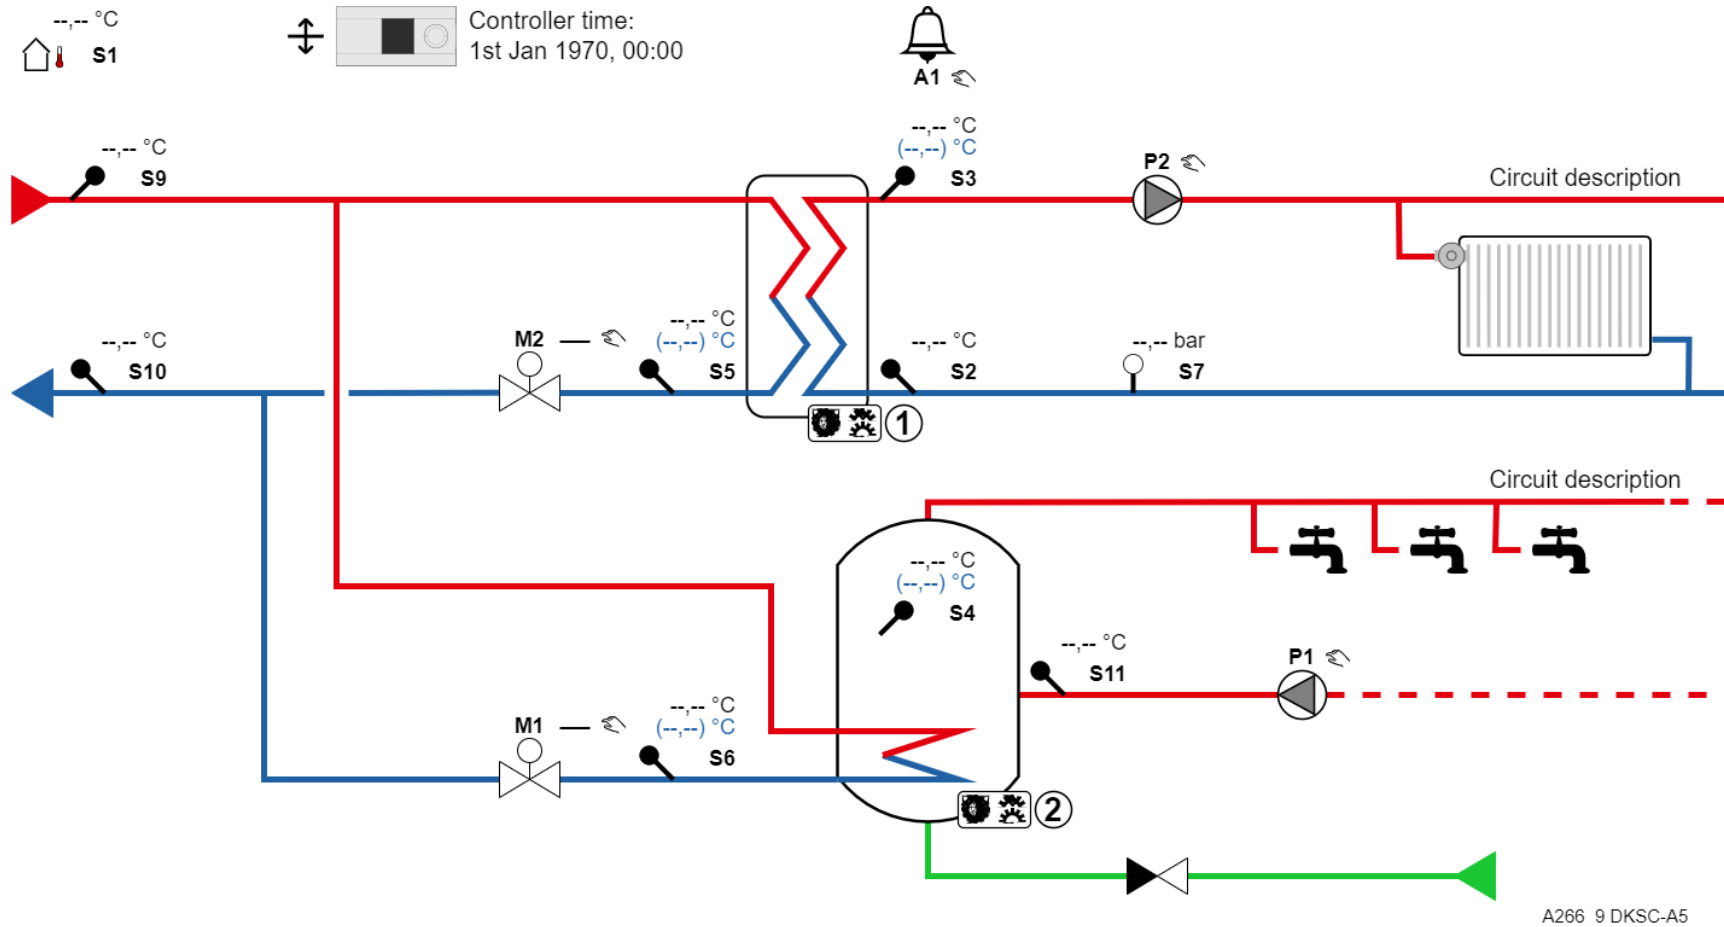 --,-- °C
S1
Controller time:
1st Jan 1970, 00:00
A1
--,-- °C
S9
--,-- °C
(--,--) °C
S3
P2
Circuit description
--,-- °C
S10
M2
--,-- °C
(--,--) °C
S5
--,-- °C
S2
--,-- bar
S7
1
Circuit description
--,-- °C
(--,--) °C
S4
--,-- °C
S11
P1
M1
--,-- °C
(--,--) °C
S6
2
A266 9 DKSC-A5